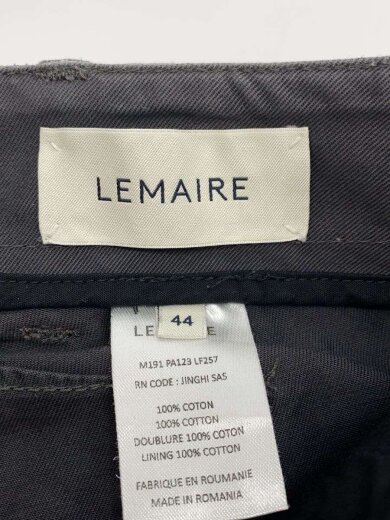 LEMAIRE
44
M191 PA123 LF257
RN CODE : JINGHI SAS
100% COTON
100% COTTON
DOUBLURE 100% COTON
LINING 100% COTTON
FABRIQUE EN ROUMANIE
MADE IN ROMANIA